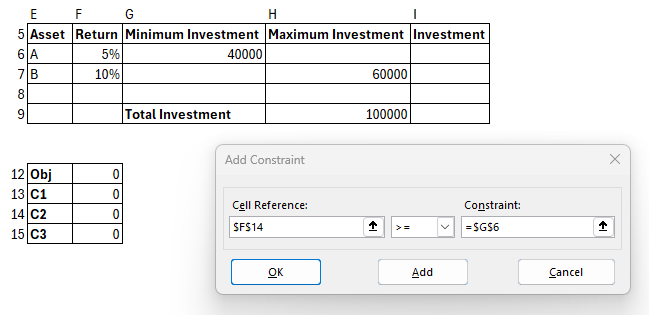 E F G H I
5 Asset Return Minimum Investment Maximum Investment Investment
6 A 5% 40000
7 B 10% 60000
8
9 Total Investment 100000
12 Obj 0
13 C1 0
14 C2 0
15 C3 0
Add Constraint
Cell Reference: Constraint:
$F$14 >= =$G$6
OK Add Cancel